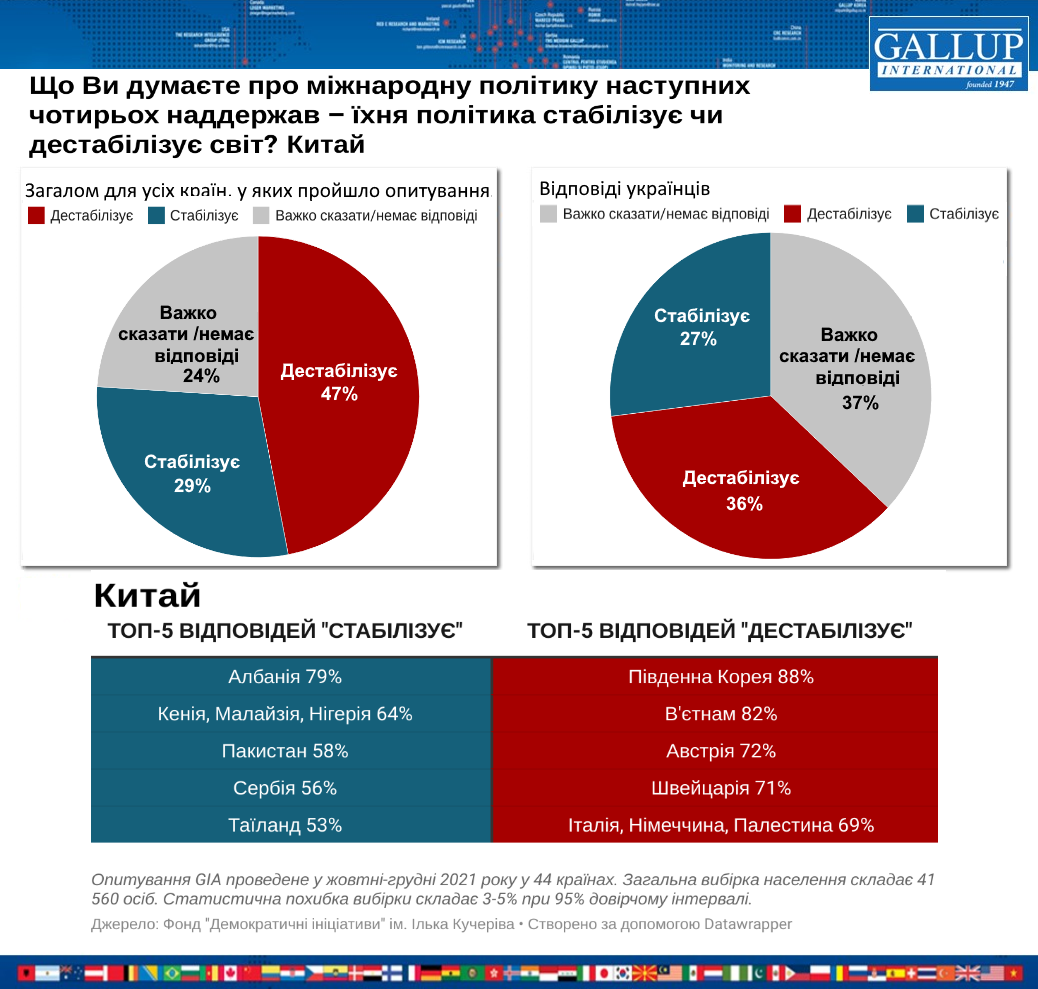 GALLUP
INTERNATIONAL
founded 1947
Що Ви думаєте про міжнародну політику наступних
чотирьох наддержав – їхня політика стабілізує чи
дестабілізує світ? Китай
Загалом для усіх країн, у яких пройшло опитування
Дестабілізує Стабілізує Важко сказати/немає відповіді
Важко
сказати /немає
відповіді
24%
Дестабілізує
47%
Стабілізує
29%
Відповіді українців
Важко сказати/немає відповіді Дестабілізує Стабілізує
Стабілізує
27%
Важко
сказати /немає
відповіді
37%
Дестабілізує
36%
Китай
ТОП-5 ВІДПОВІДЕЙ "СТАБІЛІЗУЄ" ТОП-5 ВІДПОВІДЕЙ "ДЕСТАБІЛІЗУЄ"
Албанія 79% Південна Корея 88%
Кенія, Малайзія, Нігерія 64% В'єтнам 82%
Пакистан 58% Австрія 72%
Сербія 56% Швейцарія 71%
Таїланд 53% Італія, Німеччина, Палестина 69%
Опитування GIA проведене у жовтні-грудні 2021 року у 44 країнах. Загальна вибірка населення складає 41
560 осіб. Статистична похибка вибірки складає 3-5% при 95% довірчому інтервалі.
Джерело: Фонд "Демократичні ініціативи" ім. Ілька Кучеріва • Створено за допомогою Datawrapper